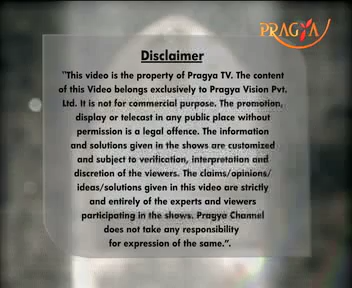 PRAGYA
Disclaimer
"This video is the property of Pragya TV. The content
of this Video belongs exclusively to Pragya Vision Pvt.
Ltd. It is not for commercial purpose. The promotion,
display or telecast in any public place without
permission is a legal offence. The information
and solutions given in the shows are customized
and subject to verification, interpretation and
discretion of the viewers. The claims/opinions/
ideas/solutions given in this video are strictly
and entirely of the experts and viewers
participating in the shows. Pragya Channel
does not take any responsibility
for expression of the same.".